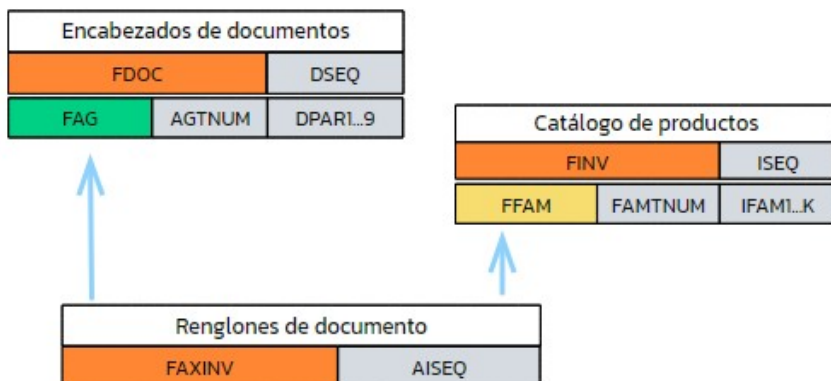 Encabezados de documentos
FDOC DSEQ
FAG AGTNUM DPAR1...9
Catálogo de productos
FINV ISEQ
FFAM FAMTNUM IFAM1...K
Renglones de documento
FAXINV AISEQ